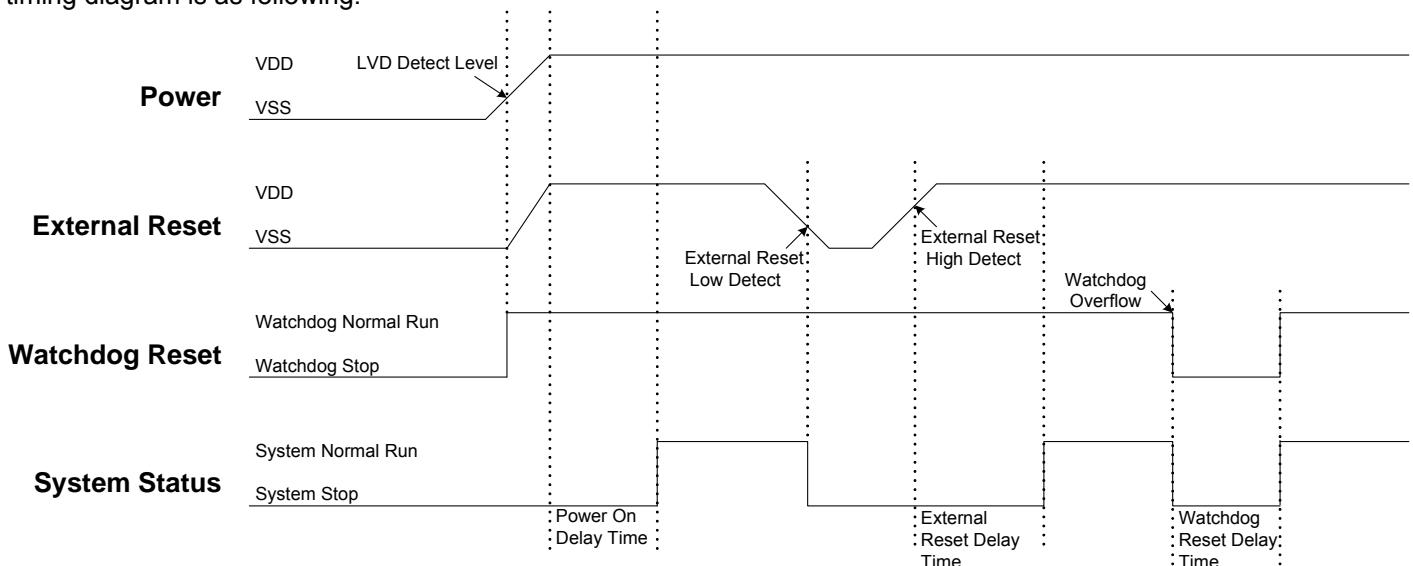 timing diagram is as following.
Power
VDD
VSS
LVD Detect Level
External Reset
VDD
VSS
External Reset
Low Detect
External Reset
High Detect
Watchdog Reset
Watchdog Normal Run
Watchdog Stop
Watchdog
Overflow
System Status
System Normal Run
System Stop
Power On
Delay Time
External
Reset Delay
Time
Watchdog
Reset Delay
Time